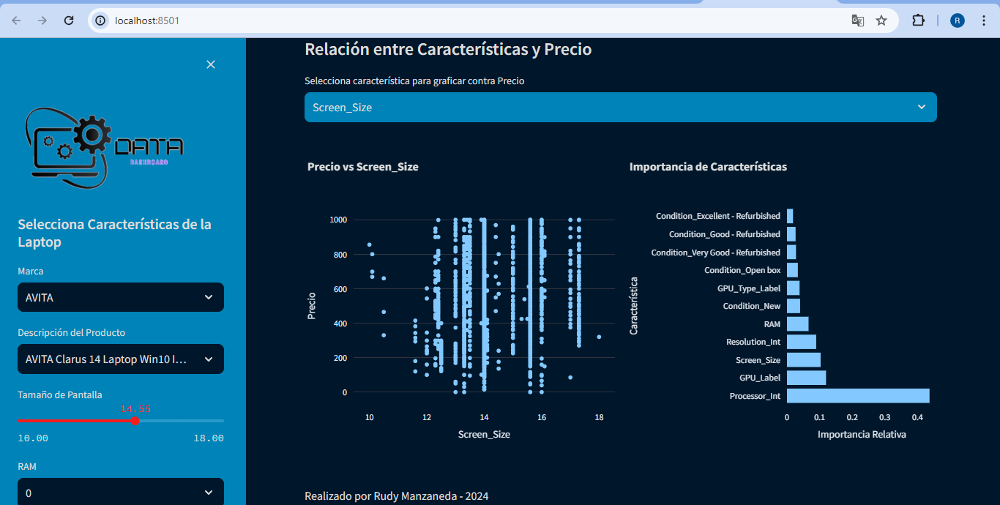 localhost:8501
R
DATA
DASHBOARD
Selecciona Características de la
Laptop
Marca
AVITA
Descripción del Producto
AVITA Clarus 14 Laptop Win10 I...
Tamaño de Pantalla
14.55
10.00 18.00
RAM
0
Relación entre Características y Precio
Selecciona característica para graficar contra Precio
Screen_Size
Precio vs Screen_Size
Precio
1000
800
600
400
200
0
10 12 14 16 18
Screen_Size
Importancia de Características
Característica
Condition_Excellent - Refurbished
Condition_Good - Refurbished
Condition_Very Good - Refurbished
Condition_Open box
GPU_Type_Label
Condition_New
RAM
Resolution_Int
Screen_Size
GPU_Label
Processor_Int
0 0.1 0.2 0.3 0.4
Importancia Relativa
Realizado por Rudy Manzaneda - 2024